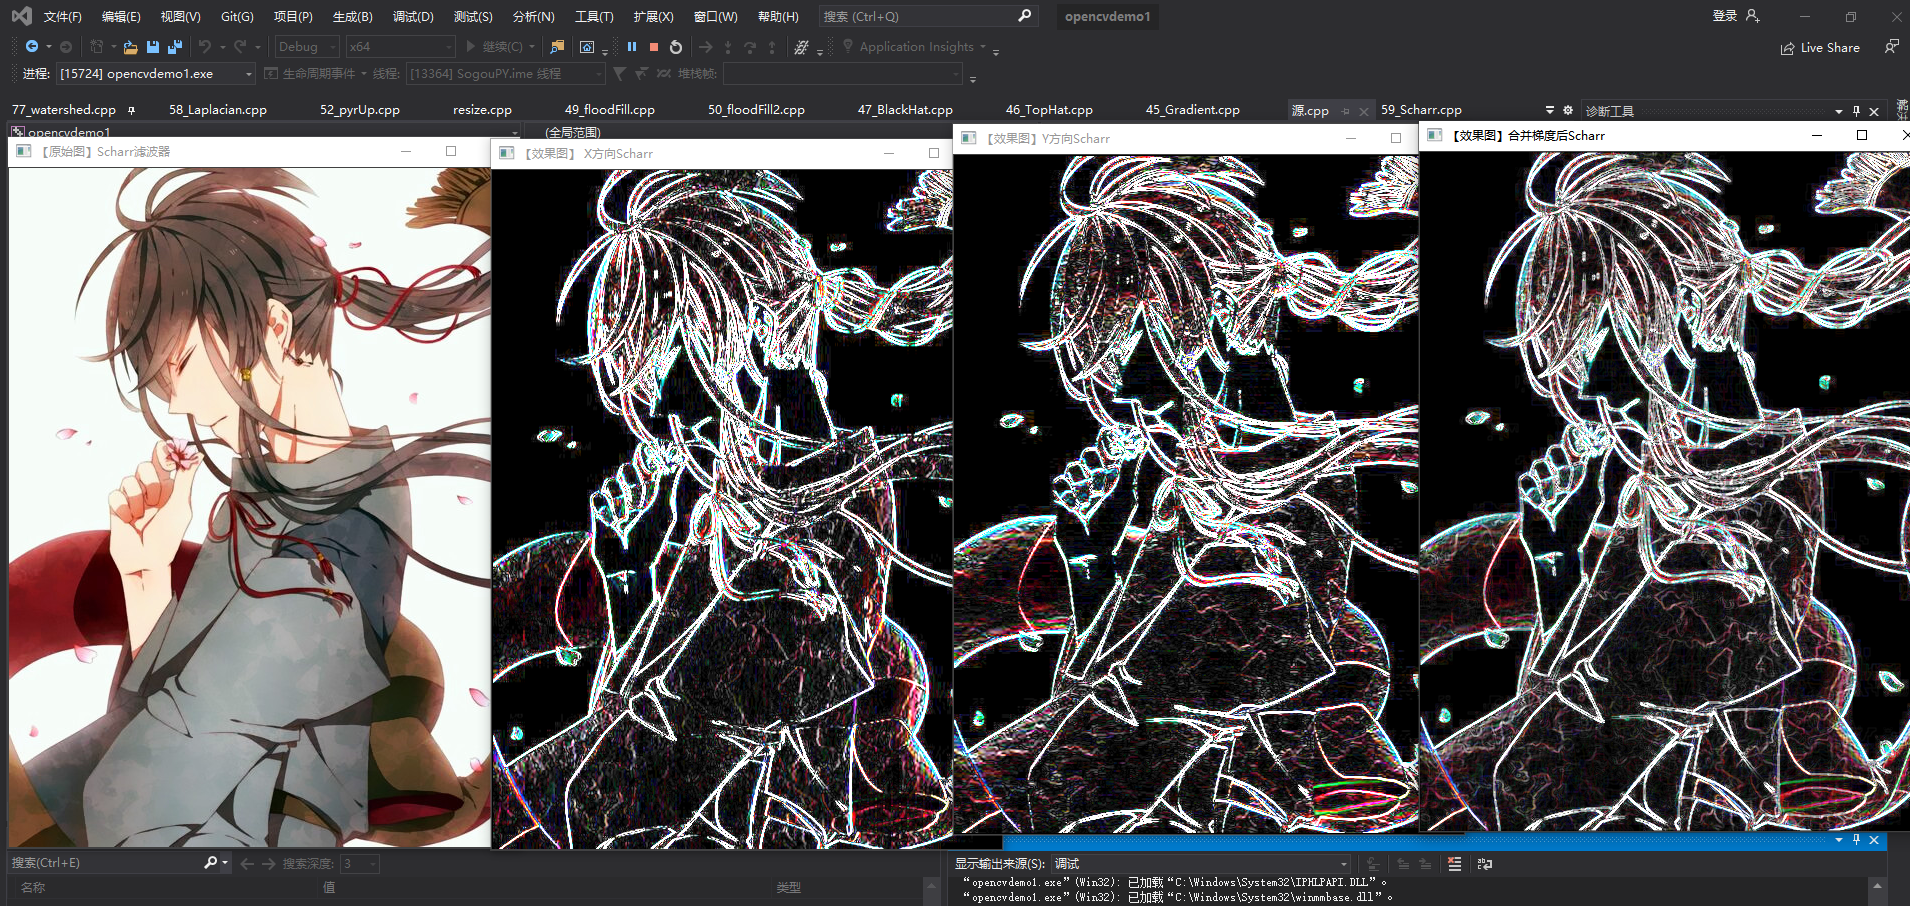 文件(F) 编辑(E) 视图(V) Git(G) 项目(P) 生成(B) 调试(D) 测试(S) 分析(N) 工具(T) 扩展(X) 窗口(W) 帮助(H) 搜索 (Ctrl+Q) opencvdemo1 登录
Debug x64 继续(C) Application Insights Live Share
进程: [15724] opencvdemo1.exe 生命周期事件 线程: [13364] SogouPY.ime 线程 堆栈帧:
77_watershed.cpp 58_Laplacian.cpp 52_pyrUp.cpp resize.cpp 49_floodFill.cpp 50_floodFill2.cpp 47_BlackHat.cpp 46_TopHat.cpp 45_Gradient.cpp 源.cpp 59_Scharr.cpp 诊断工具
opencvdemo1 (全局范围)
【原始图】Scharr滤波器
【效果图】 X方向Scharr
【效果图】Y方向Scharr
【效果图】合并梯度后Scharr
搜索(Ctrl+E) 搜索深度: 3
名称 值 类型
显示输出来源(S): 调试
“opencvdemo1.exe”(Win32): 已加载“C:\Windows\System32\IPHLPAPI.DLL”。
“opencvdemo1.exe”(Win32): 已加载“C:\Windows\System32\winmmbase.dll”。